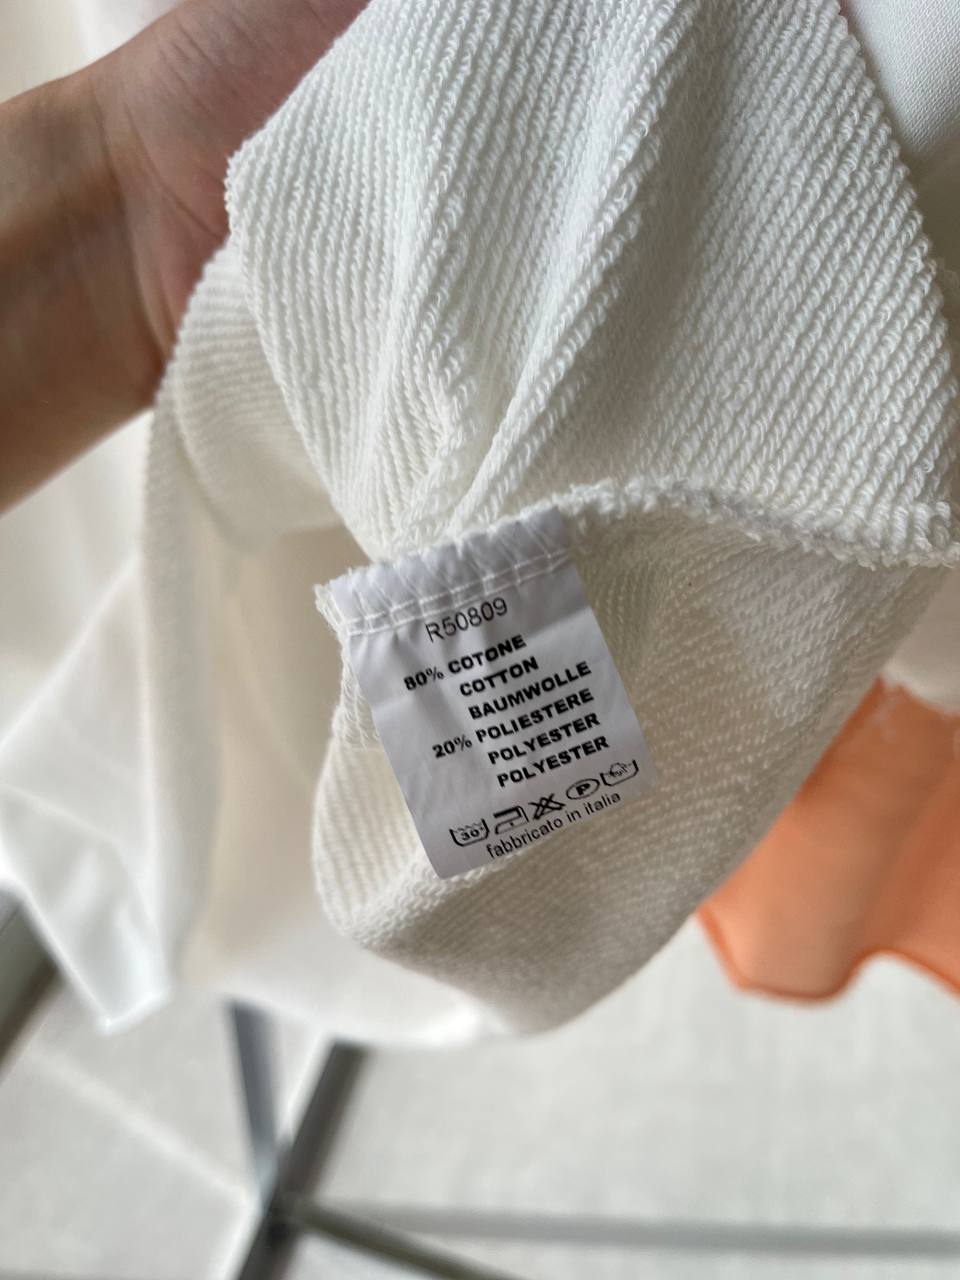 R50809
80% COTONE
COTTON
BAUMWOLLE
20% POLIESTERE
POLYESTER
POLYESTER
30° P
fabbricato in italia